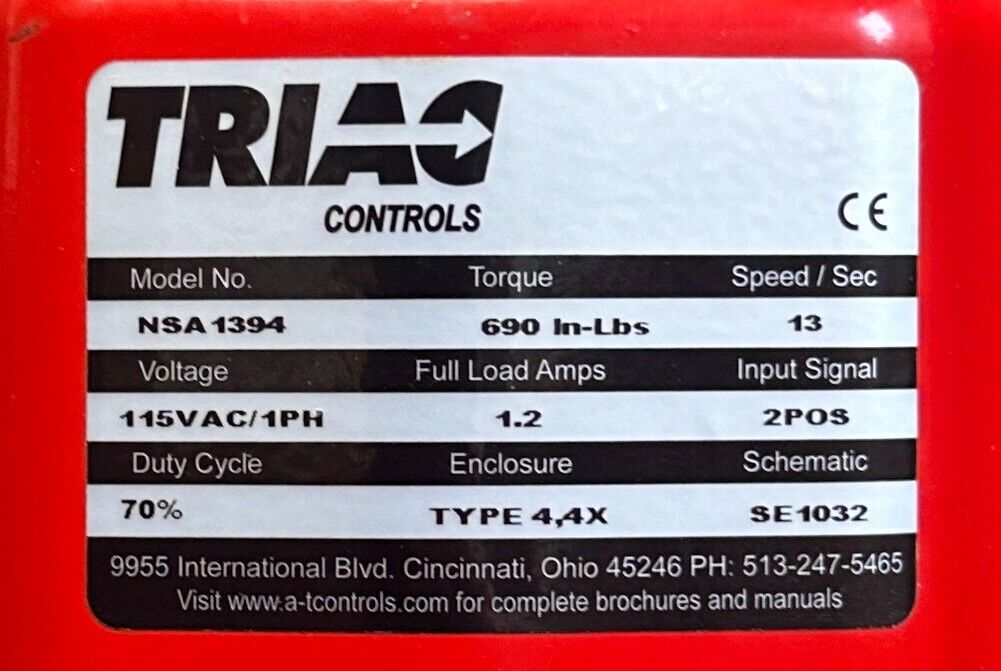 TRIAC
CONTROLS
CE
Model No. Torque Speed / Sec
NSA1394 690 In-Lbs 13
Voltage Full Load Amps Input Signal
115VAC/1PH 1.2 2POS
Duty Cycle Enclosure Schematic
70% TYPE 4,4X SE1032
9955 International Blvd. Cincinnati, Ohio 45246 PH: 513-247-5465
Visit www.a-tcontrols.com for complete brochures and manuals